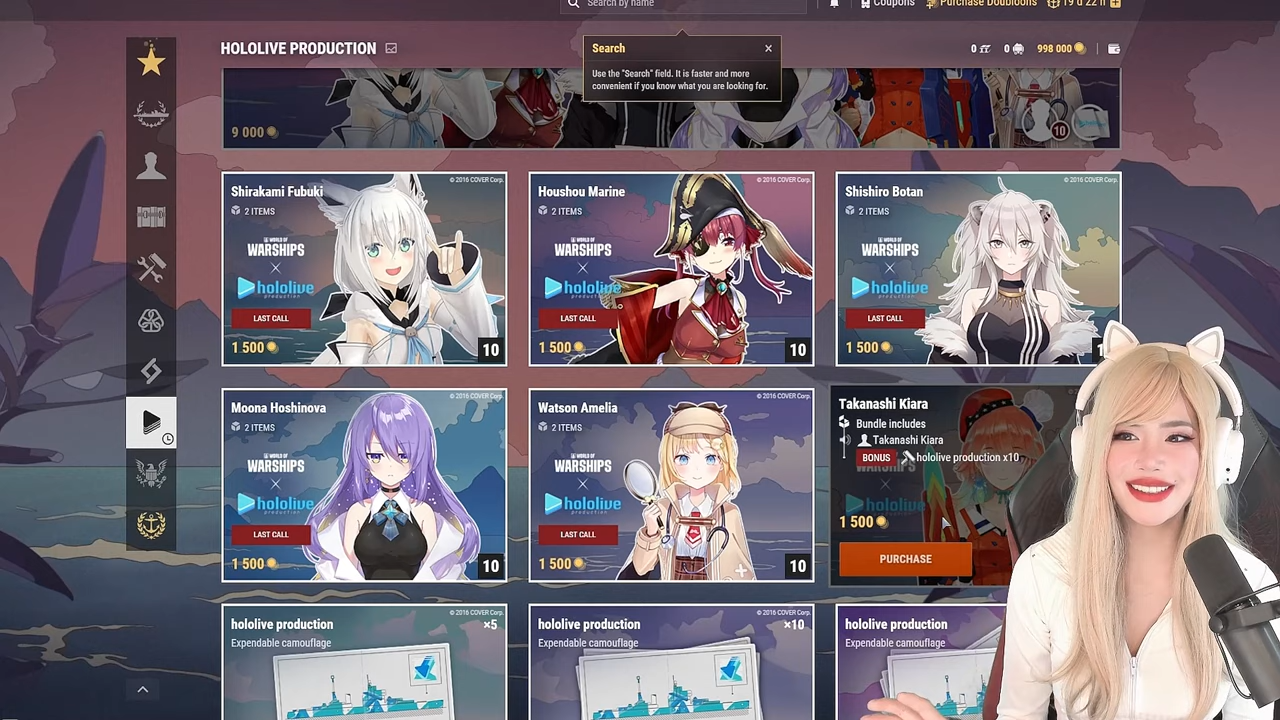 Search by name
Coupons
Purchase Doubloons
19 d 22 h
HOLOLIVE PRODUCTION
0
0
998 000
Search
Use the "Search" field. It is faster and more
convenient if you know what you are looking for.
9 000
10
© 2016 COVER Corp.
Shirakami Fubuki
2 ITEMS
WORLD OF
WARSHIPS
hololive
production
LAST CALL
1 500
10
© 2016 COVER Corp.
Houshou Marine
2 ITEMS
WORLD OF
WARSHIPS
hololive
production
LAST CALL
1 500
10
© 2016 COVER Corp.
Shishiro Botan
2 ITEMS
WORLD OF
WARSHIPS
hololive
production
LAST CALL
1 500
© 2016 COVER Corp.
Moona Hoshinova
2 ITEMS
WORLD OF
WARSHIPS
hololive
production
LAST CALL
1 500
10
© 2016 COVER Corp.
Watson Amelia
2 ITEMS
WORLD OF
WARSHIPS
hololive
production
LAST CALL
1 500
10
Takanashi Kiara
Bundle includes
Takanashi Kiara
BONUS hololive production x10
WARSHIPS
hololive
1 500
PURCHASE
© 2016 COVER Corp.
hololive production ×5
Expendable camouflage
© 2016 COVER Corp.
hololive production ×10
Expendable camouflage
hololive production
Expendable camouflage